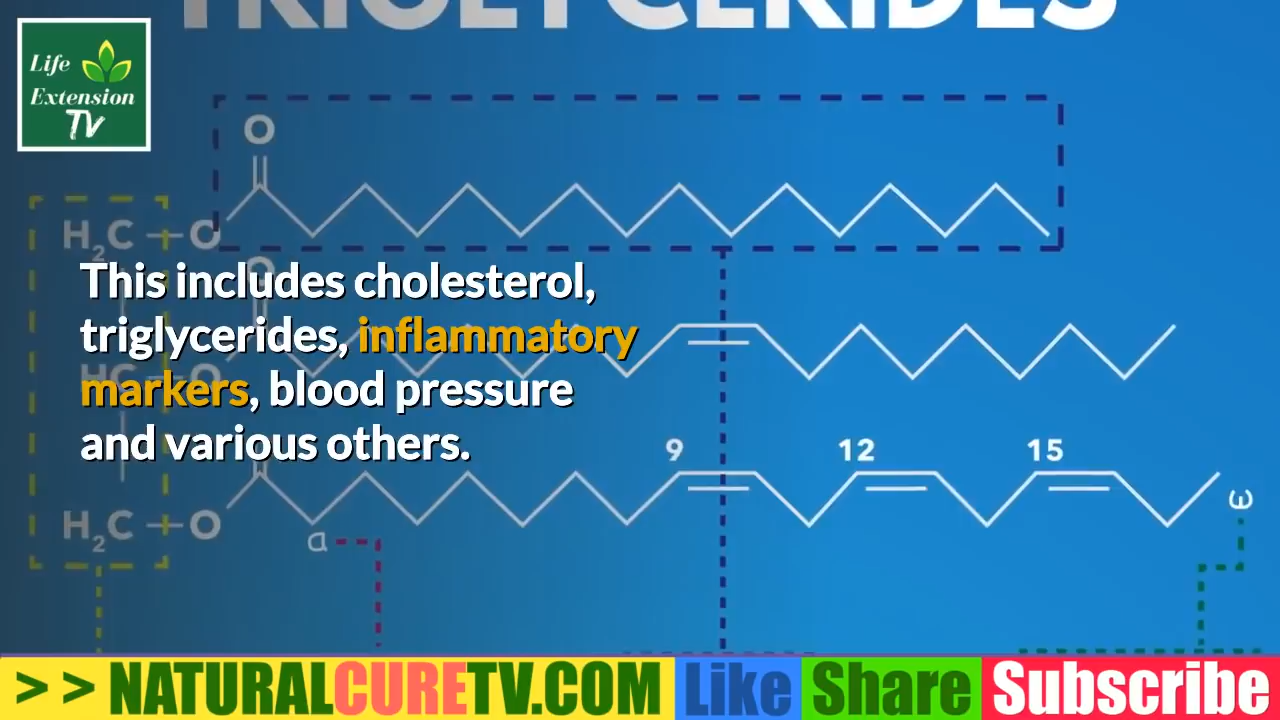 TRIGLYCERIDES
Life
Extension
TV
O
H2C — O
O
This includes cholesterol,
triglycerides, inflammatory
markers, blood pressure
and various others.
HC — O
9 12 15
ω
H2C — O
a
> > NATURALCURETV.COM Like Share Subscribe